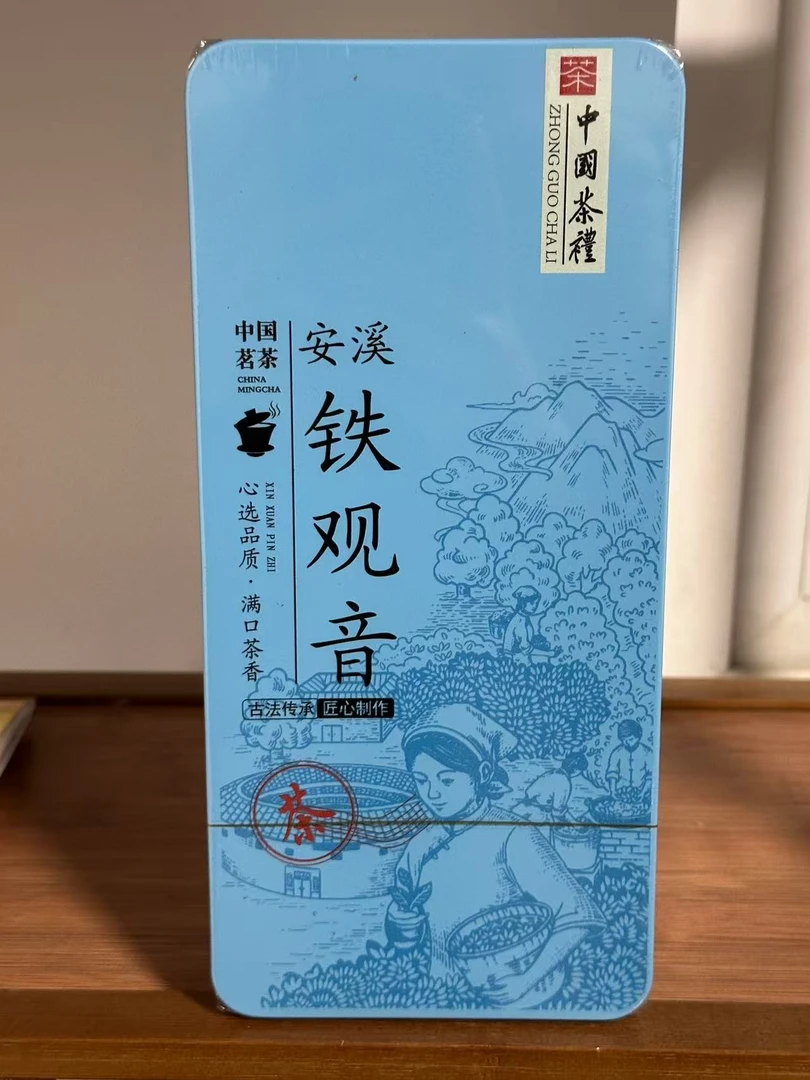 茶
中國茶禮
ZHONG GUO CHA LI
中国
茗茶
CHINA
MINGCHA
安溪
铁观音
心选品质·满口茶香
XIN XUAN PIN ZHI
古法传承 匠心制作
茶